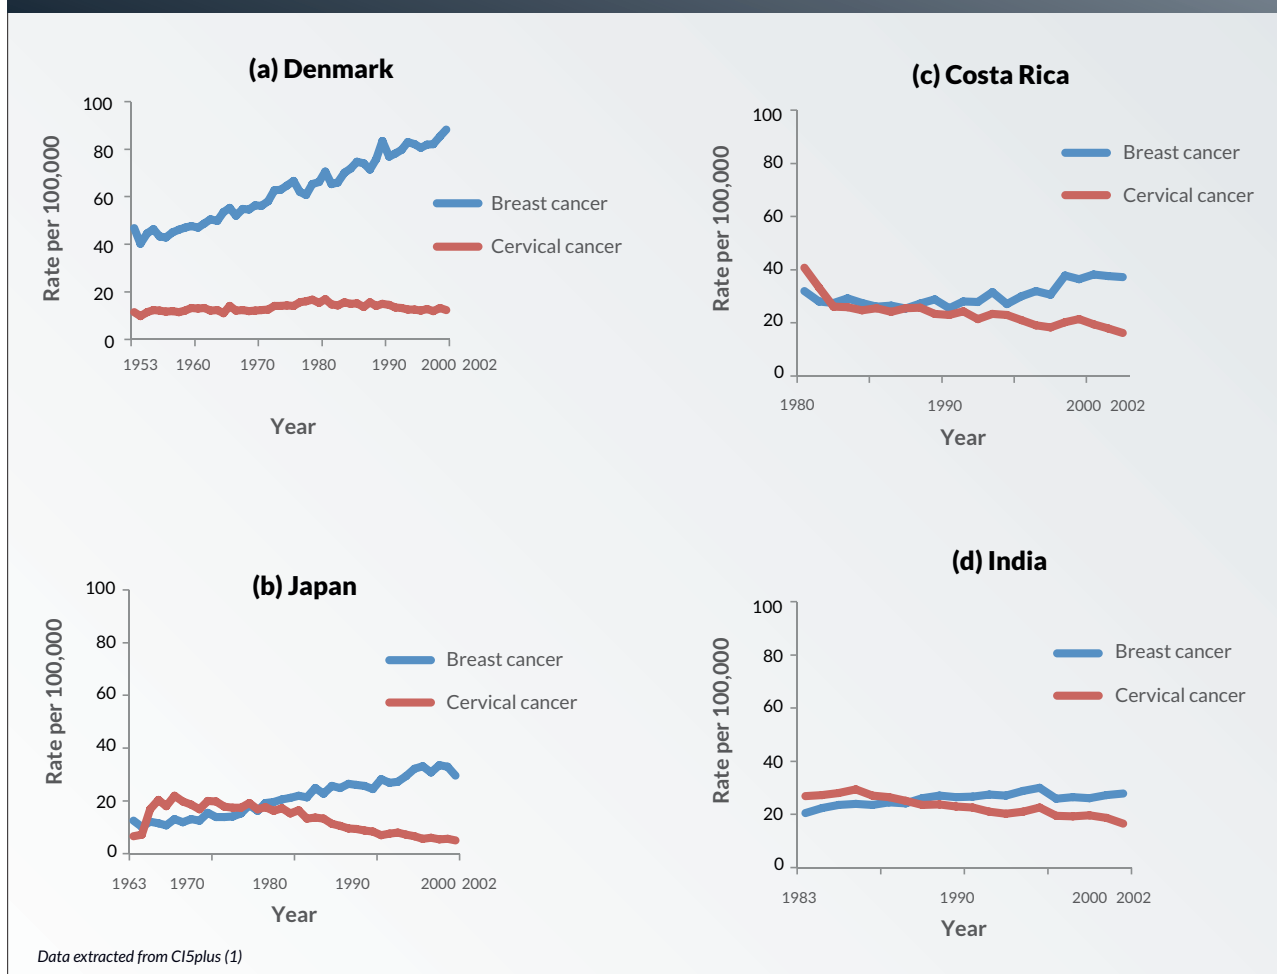 (a) Denmark
100
80
60
40
20
0
Rate per 100,000
Breast cancer
Cervical cancer
1953 1960 1970 1980 1990 2000 2002
Year
(c) Costa Rica
100
80
60
40
20
0
Rate per 100,000
Breast cancer
Cervical cancer
1980 1990 2000 2002
Year
(b) Japan
100
80
60
40
20
0
Rate per 100,000
Breast cancer
Cervical cancer
1963 1970 1980 1990 2000 2002
Year
(d) India
100
80
60
40
20
0
Rate per 100,000
Breast cancer
Cervical cancer
1983 1990 2000 2002
Year
Data extracted from CI5plus (1)